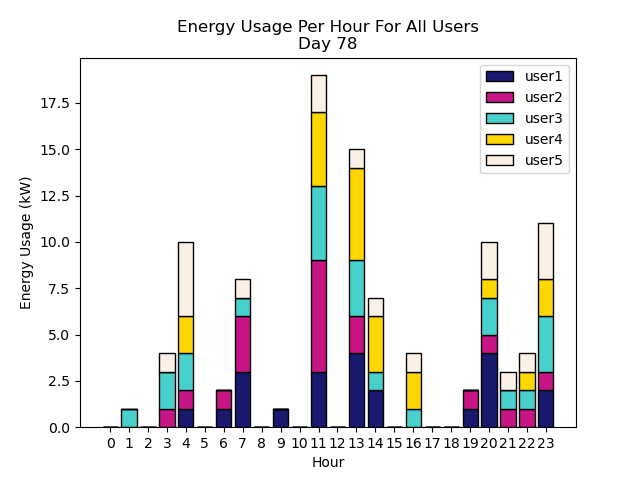 Energy Usage Per Hour For All Users
Day 78
user1
user2
user3
user4
user5
Energy Usage (kW)
17.5
15.0
12.5
10.0
7.5
5.0
2.5
0.0
0 1 2 3 4 5 6 7 8 9 10 11 12 13 14 15 16 17 18 19 20 21 22 23
Hour